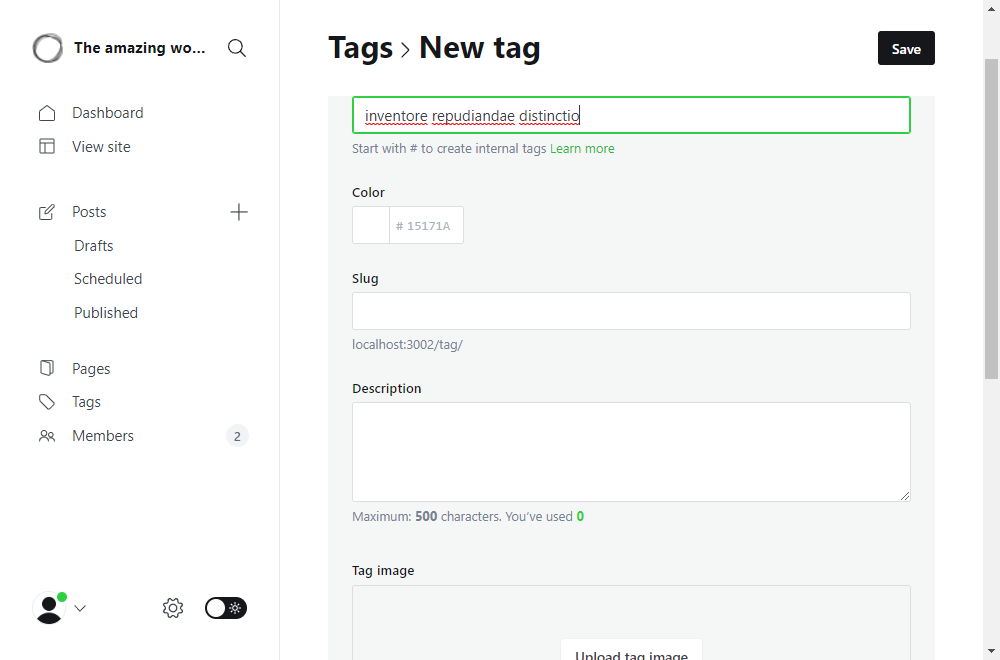 The amazing wo...
Dashboard
View site
Posts
Drafts
Scheduled
Published
Pages
Tags
Members 2
Tags > New tag
Save
inventore repudiandae distinctio
Start with # to create internal tags Learn more
Color
# 15171A
Slug
localhost:3002/tag/
Description
Maximum: 500 characters. You've used 0
Tag image
Upload tag image